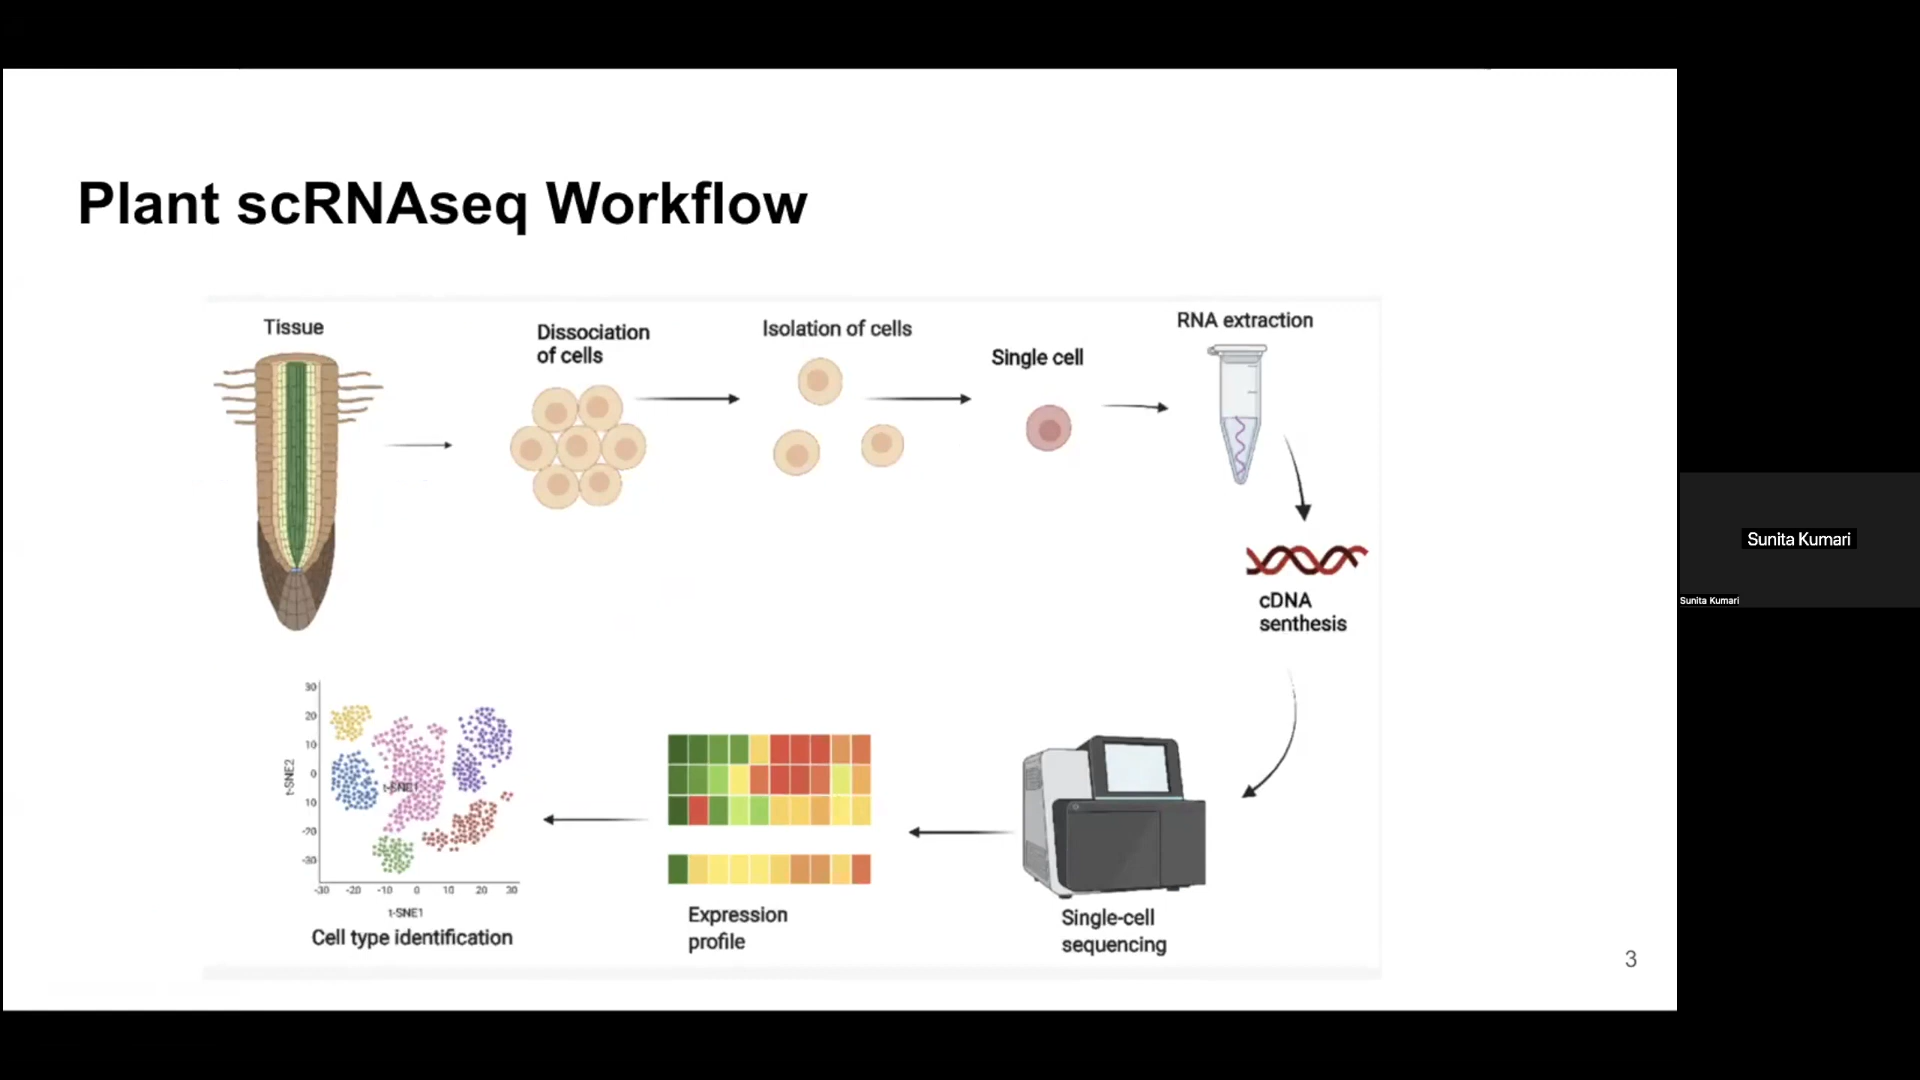 Plant scRNAseq Workflow
Tissue
Dissociation
of cells
Isolation of cells
Single cell
RNA extraction
cDNA
senthesis
Single-cell
sequencing
Expression
profile
30
20
10
0
10
-20
-30
t-SNE2
t-SNE1
-30 -20 -10 0 10 20 30
t-SNE1
Cell type identification
3
Sunita Kumari
Sunita Kumari